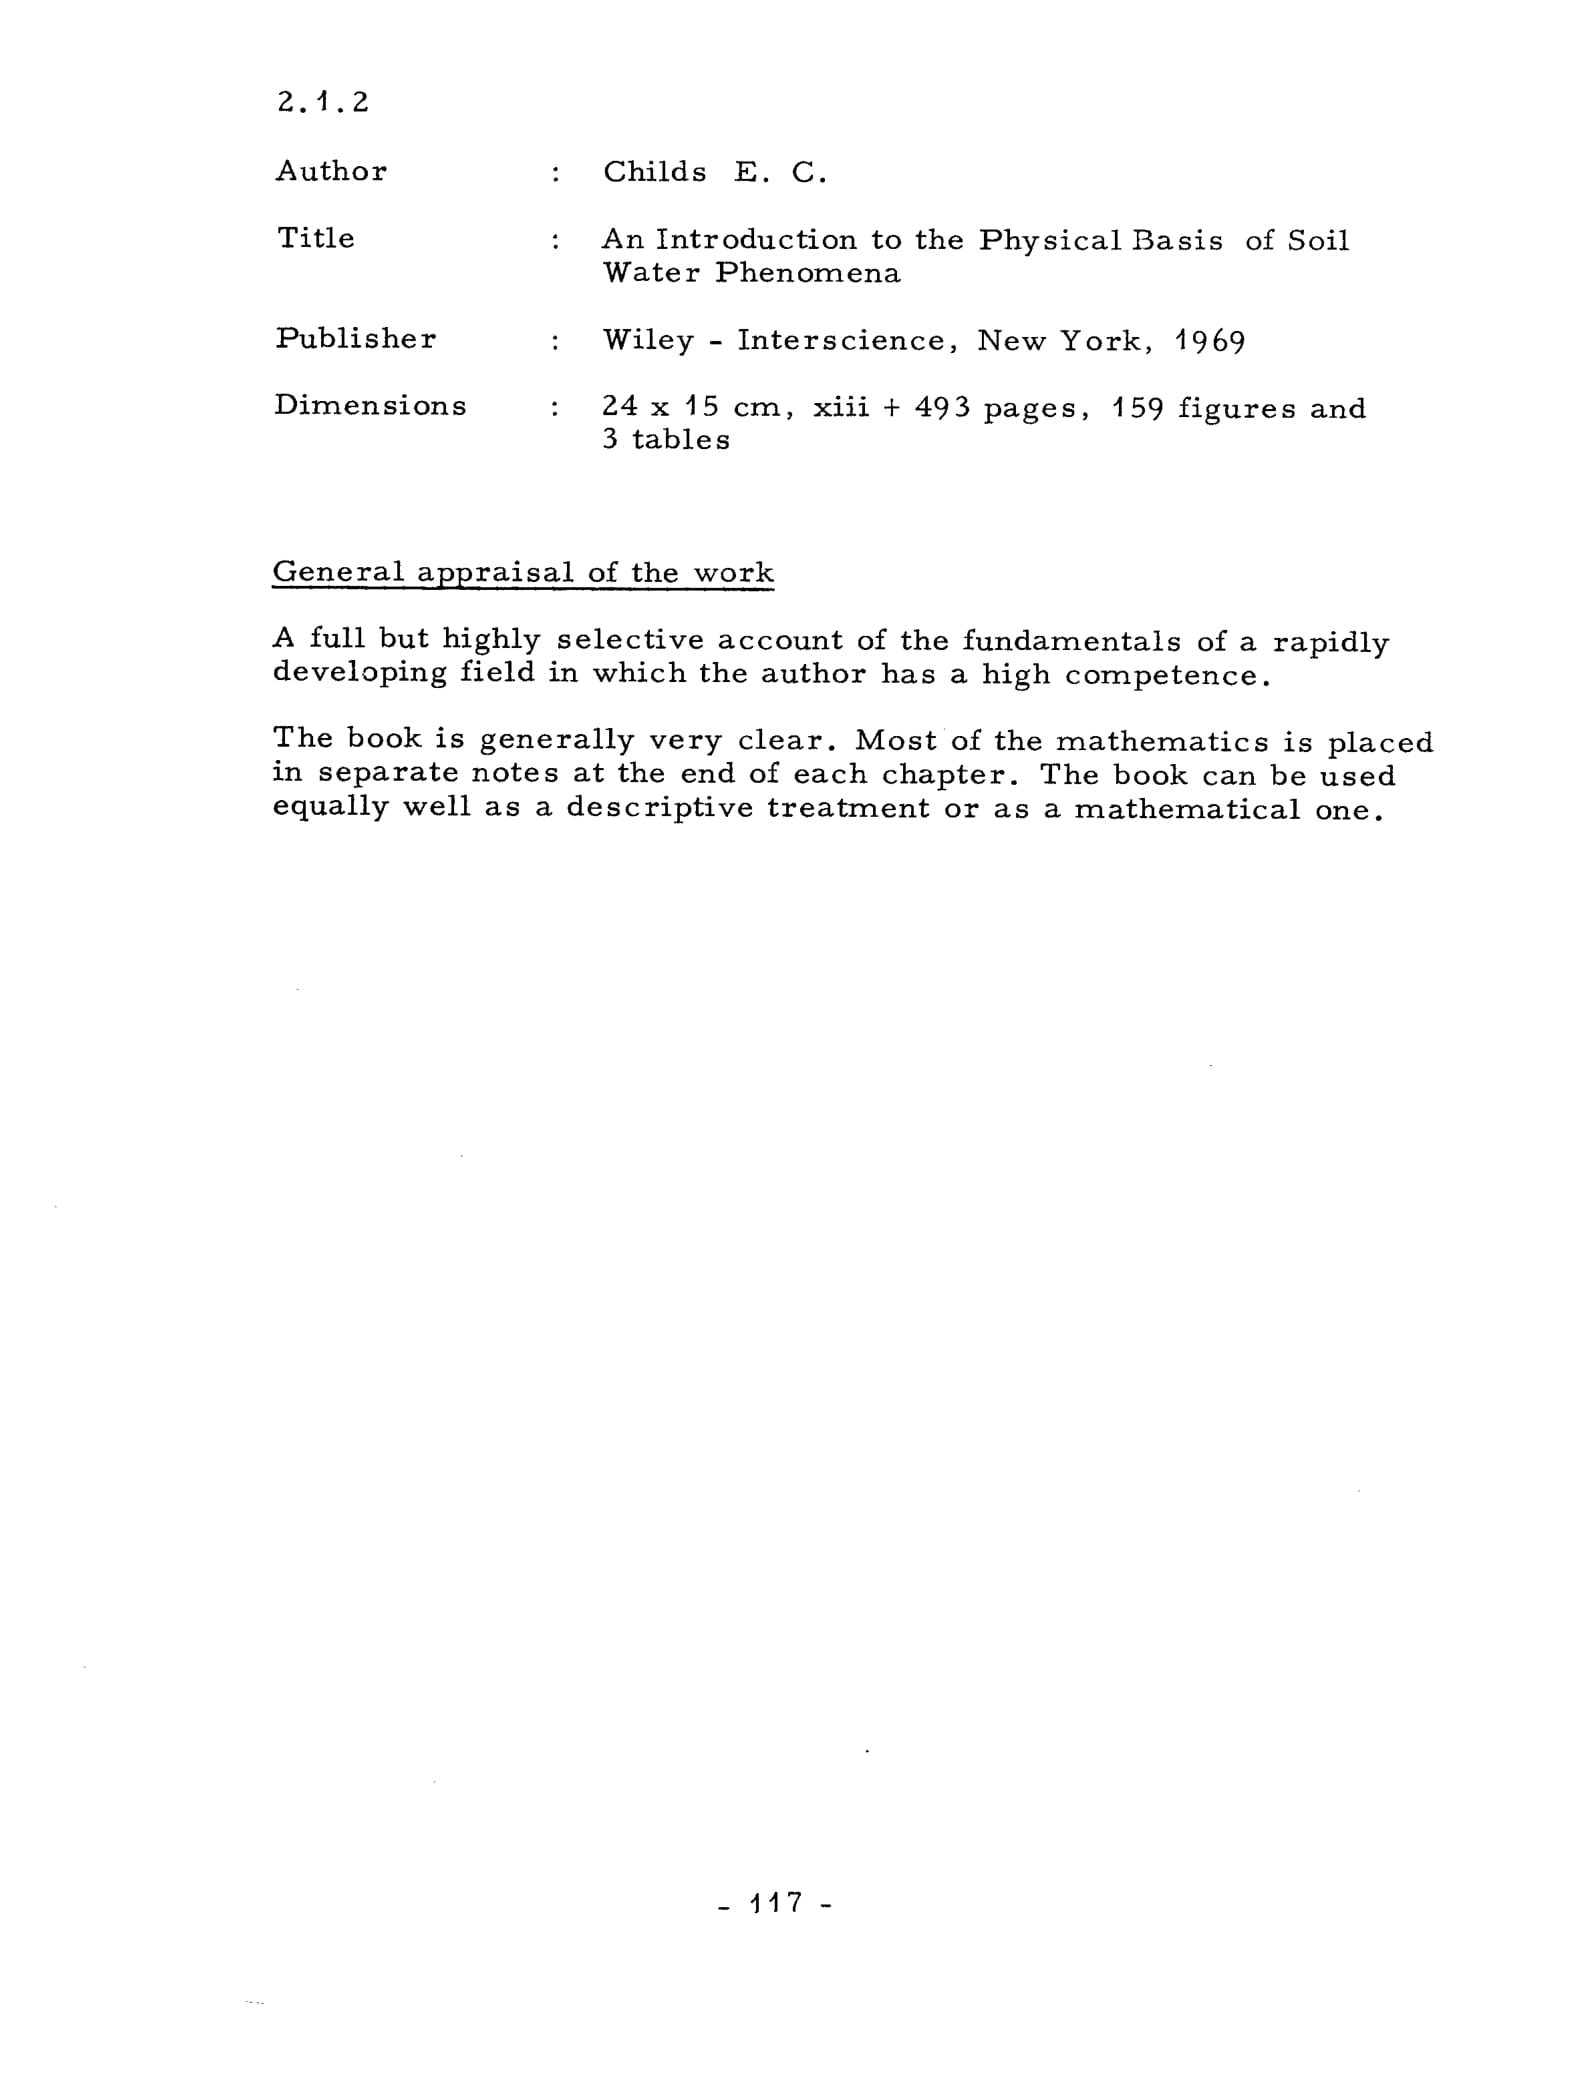 2.1.2
Author : Childs E. C.
Title : An Introduction to the Physical Basis of Soil
Water Phenomena
Publisher : Wiley - Interscience, New York, 1969
Dimensions : 24 x 15 cm, xiii + 493 pages, 159 figures and
3 tables
General appraisal of the work
A full but highly selective account of the fundamentals of a rapidly
developing field in which the author has a high competence.
The book is generally very clear. Most of the mathematics is placed
in separate notes at the end of each chapter. The book can be used
equally well as a descriptive treatment or as a mathematical one.
- 117 -